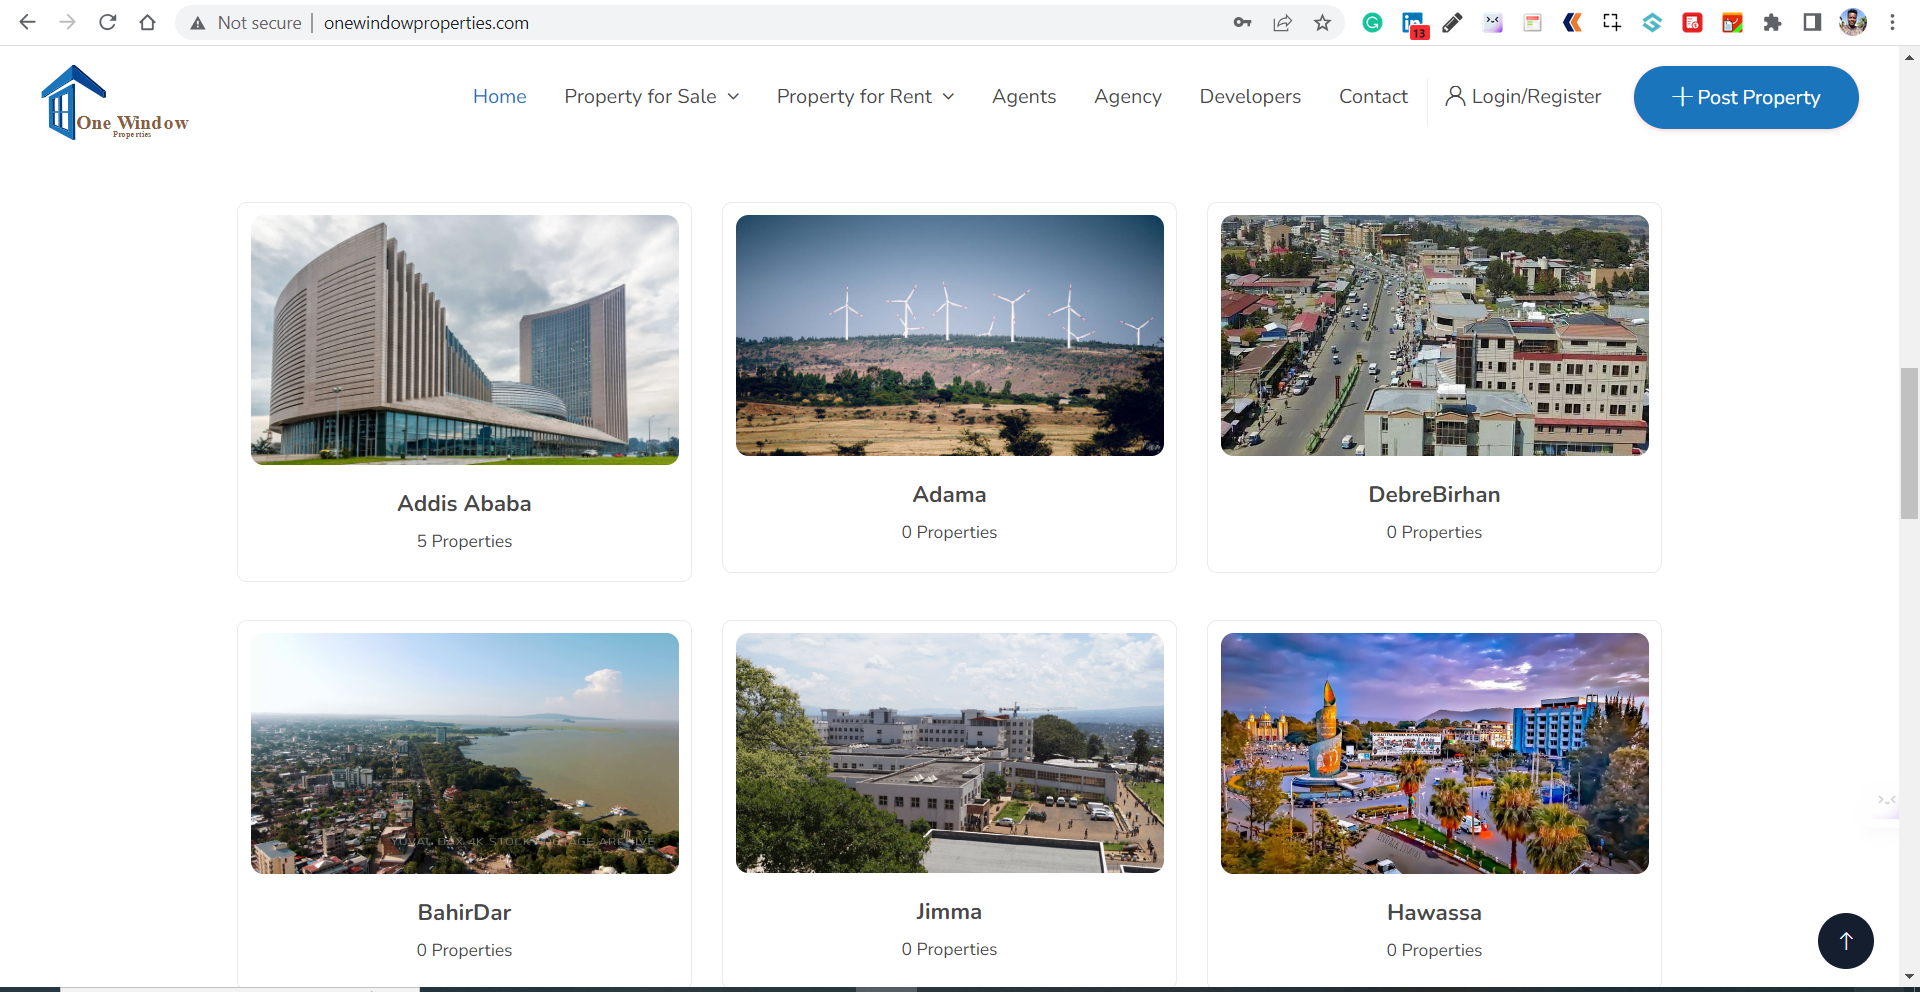 Not secure | onewindowproperties.com
13
One Window
Properties
Home
Property for Sale
Property for Rent
Agents
Agency
Developers
Contact
Login/Register
Post Property
Addis Ababa
5 Properties
Adama
0 Properties
DebreBirhan
0 Properties
BahirDar
0 Properties
Jimma
0 Properties
Hawassa
0 Properties